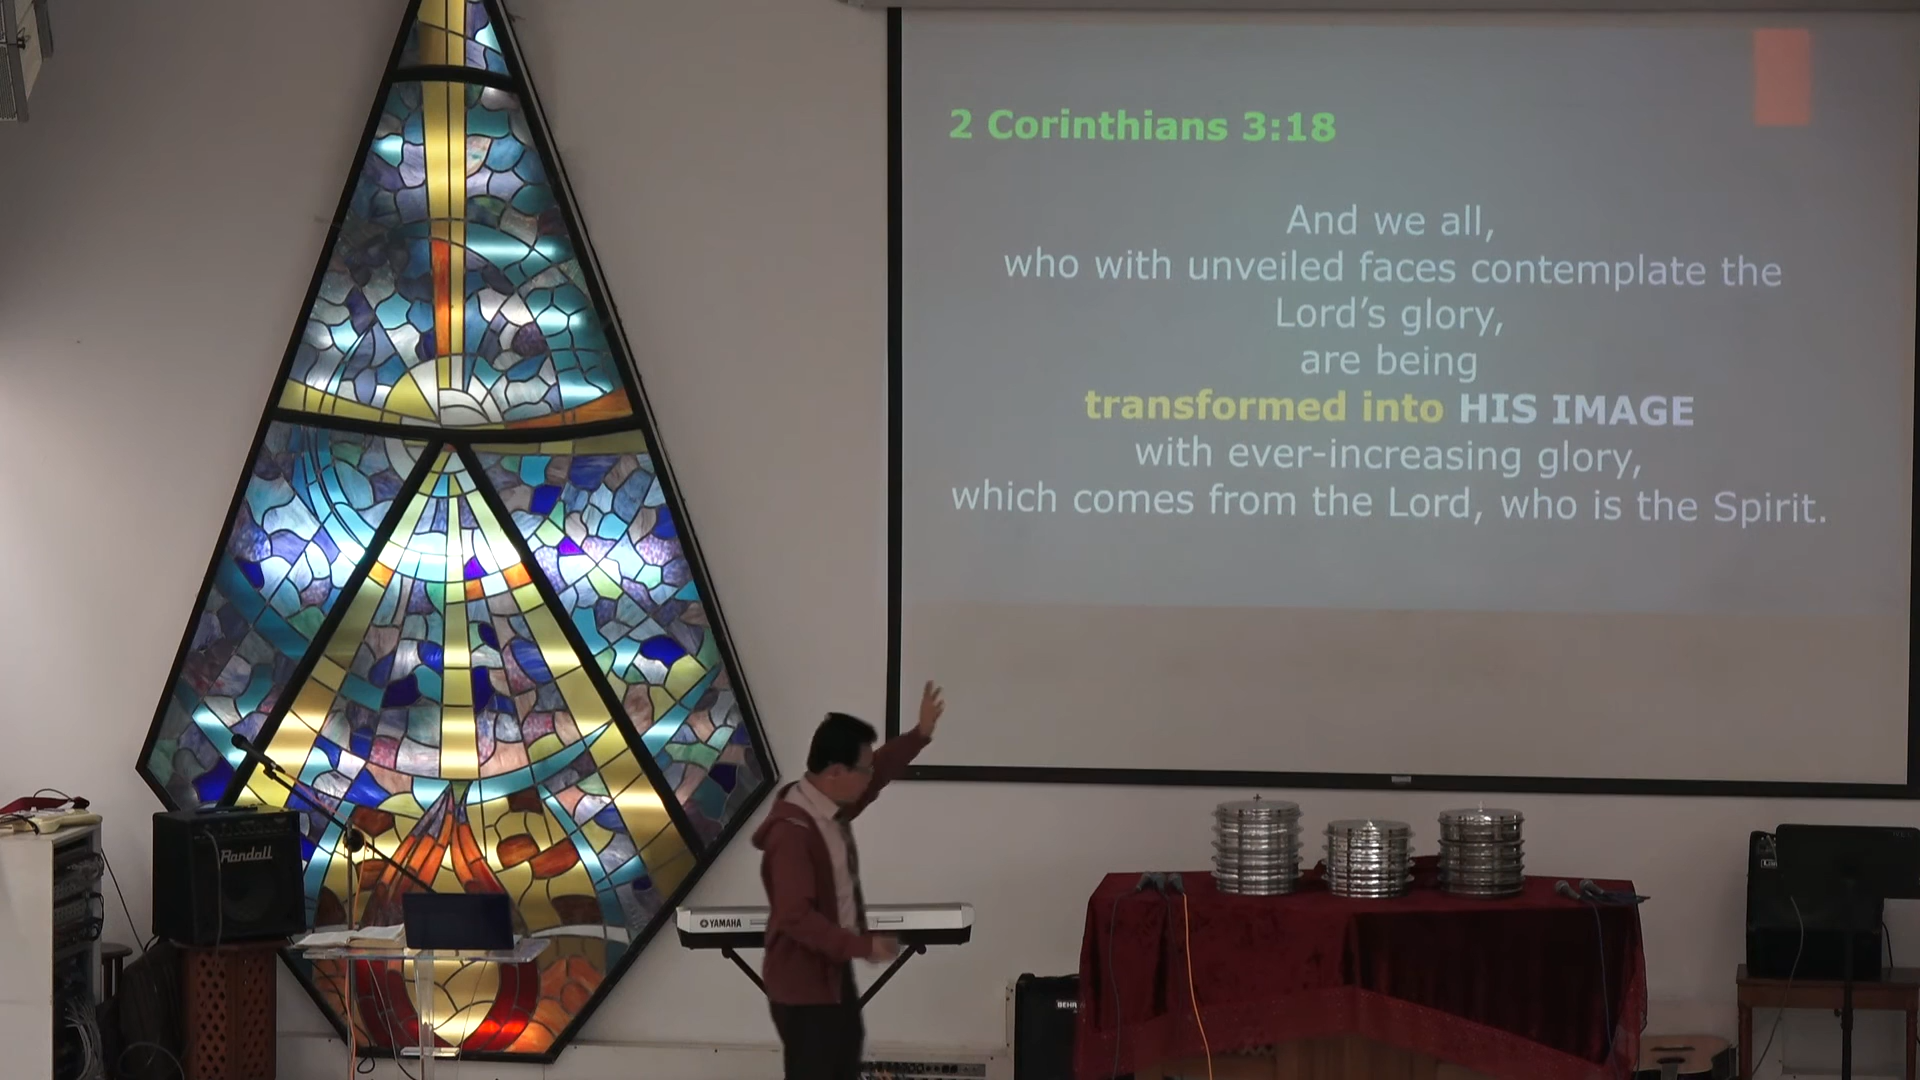 2 Corinthians 3:18
And we all,
who with unveiled faces contemplate the
Lord’s glory,
are being
transformed into HIS IMAGE
with ever-increasing glory,
which comes from the Lord, who is the Spirit.
Randall
YAMAHA
BEHR